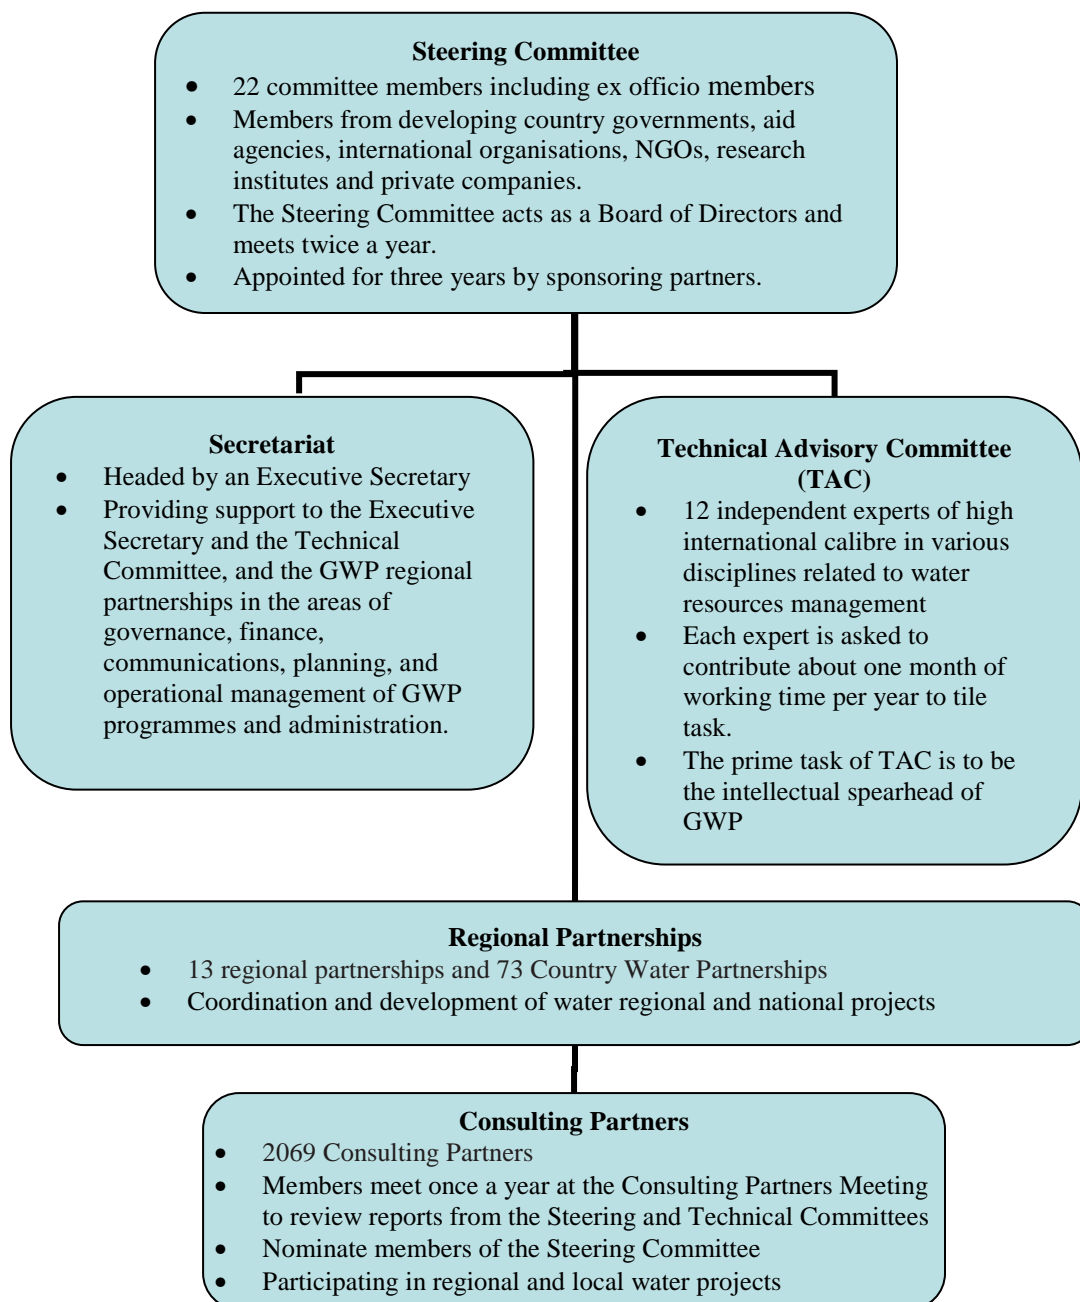 Steering Committee
• 22 committee members including ex officio members
• Members from developing country governments, aid
agencies, international organisations, NGOs, research
institutes and private companies.
• The Steering Committee acts as a Board of Directors and
meets twice a year.
• Appointed for three years by sponsoring partners.
Secretariat
• Headed by an Executive Secretary
• Providing support to the Executive
Secretary and the Technical
Committee, and the GWP regional
partnerships in the areas of
governance, finance,
communications, planning, and
operational management of GWP
programmes and administration.
Technical Advisory Committee
(TAC)
• 12 independent experts of high
international calibre in various
disciplines related to water
resources management
• Each expert is asked to
contribute about one month of
working time per year to tile
task.
• The prime task of TAC is to be
the intellectual spearhead of
GWP
Regional Partnerships
• 13 regional partnerships and 73 Country Water Partnerships
• Coordination and development of water regional and national projects
Consulting Partners
• 2069 Consulting Partners
• Members meet once a year at the Consulting Partners Meeting
to review reports from the Steering and Technical Committees
• Nominate members of the Steering Committee
• Participating in regional and local water projects